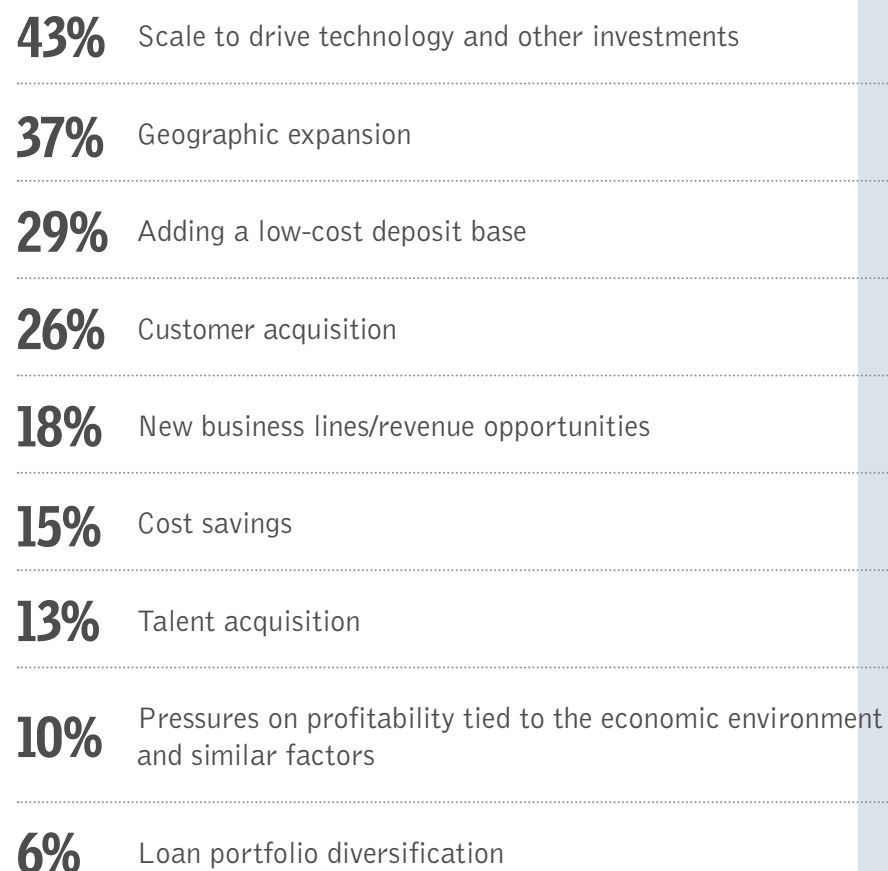 43% Scale to drive technology and other investments
37% Geographic expansion
29% Adding a low-cost deposit base
26% Customer acquisition
18% New business lines/revenue opportunities
15% Cost savings
13% Talent acquisition
10% Pressures on profitability tied to the economic environment
and similar factors
6% Loan portfolio diversification